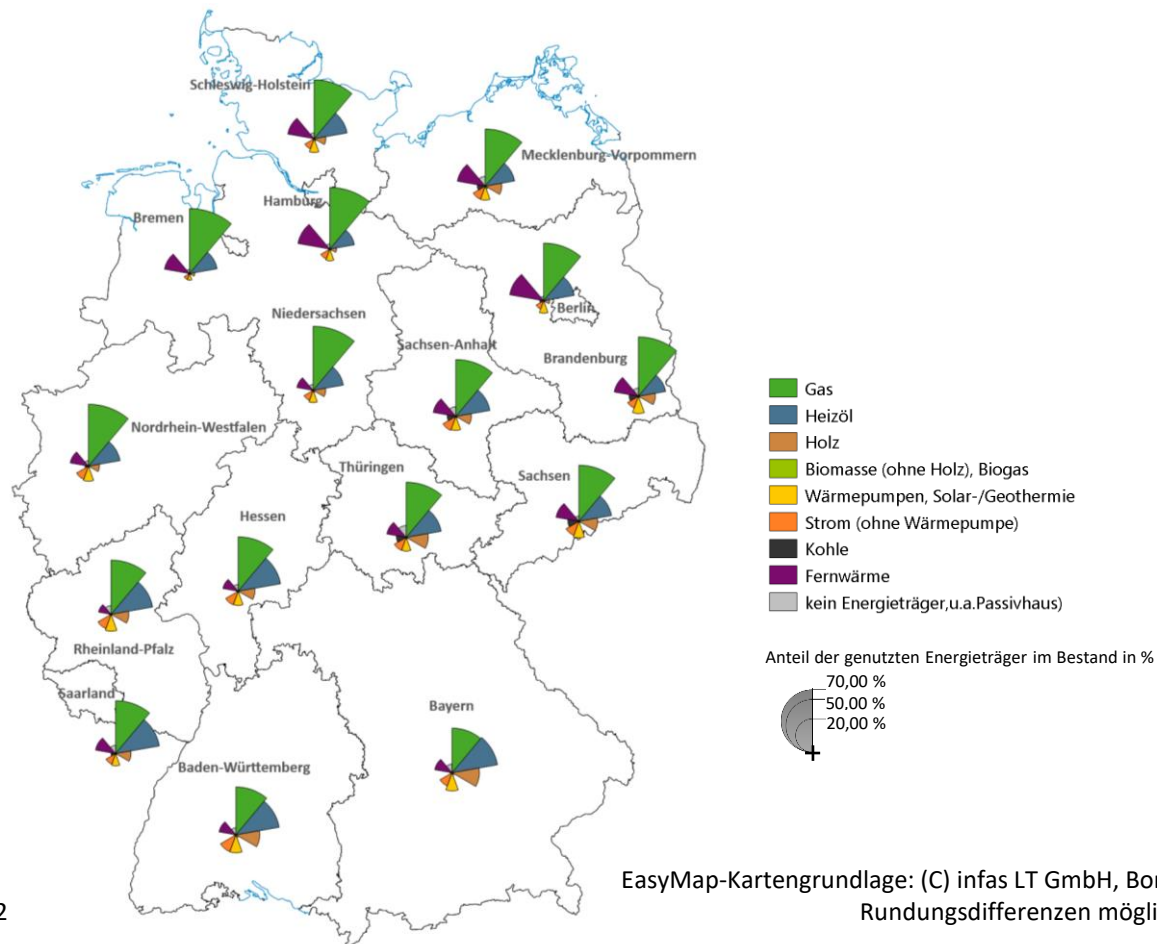 Schleswig-Holstein
Mecklenburg-Vorpommern
Hamburg
Bremen
Berlin
Niedersachsen
Sachsen-Anhalt
Brandenburg
Nordrhein-Westfalen
Thüringen
Sachsen
Hessen
Rheinland-Pfalz
Saarland
Bayern
Baden-Württemberg
Gas
Heizöl
Holz
Biomasse (ohne Holz), Biogas
Wärmepumpen, Solar-/Geothermie
Strom (ohne Wärmepumpe)
Kohle
Fernwärme
kein Energieträger,u.a.Passivhaus)
Anteil der genutzten Energieträger im Bestand in %
70,00 %
50,00 %
20,00 %
EasyMap-Kartengrundlage: (C) infas LT GmbH,
Rundungsdifferenzen
2